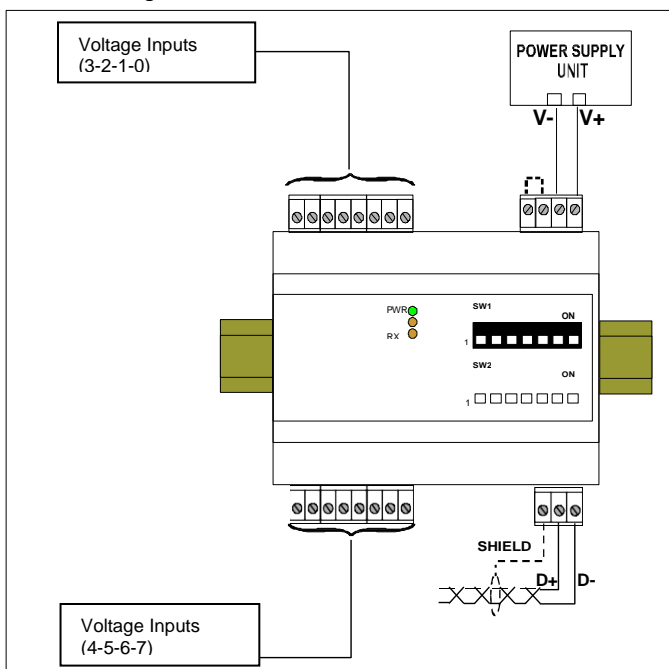 Voltage Inputs
(3-2-1-0)
POWER SUPPLY
UNIT
V- V+
PWR
RX
SW1
ON
1
SW2
ON
1
SHIELD
D+ D-
Voltage Inputs
(4-5-6-7)